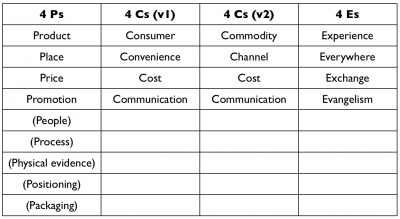 4 Ps 4 Cs (v1) 4 Cs (v2) 4 Es
Product Consumer Commodity Experience
Place Convenience Channel Everywhere
Price Cost Cost Exchange
Promotion Communication Communication Evangelism
(People)
(Process)
(Physical evidence)
(Positioning)
(Packaging)